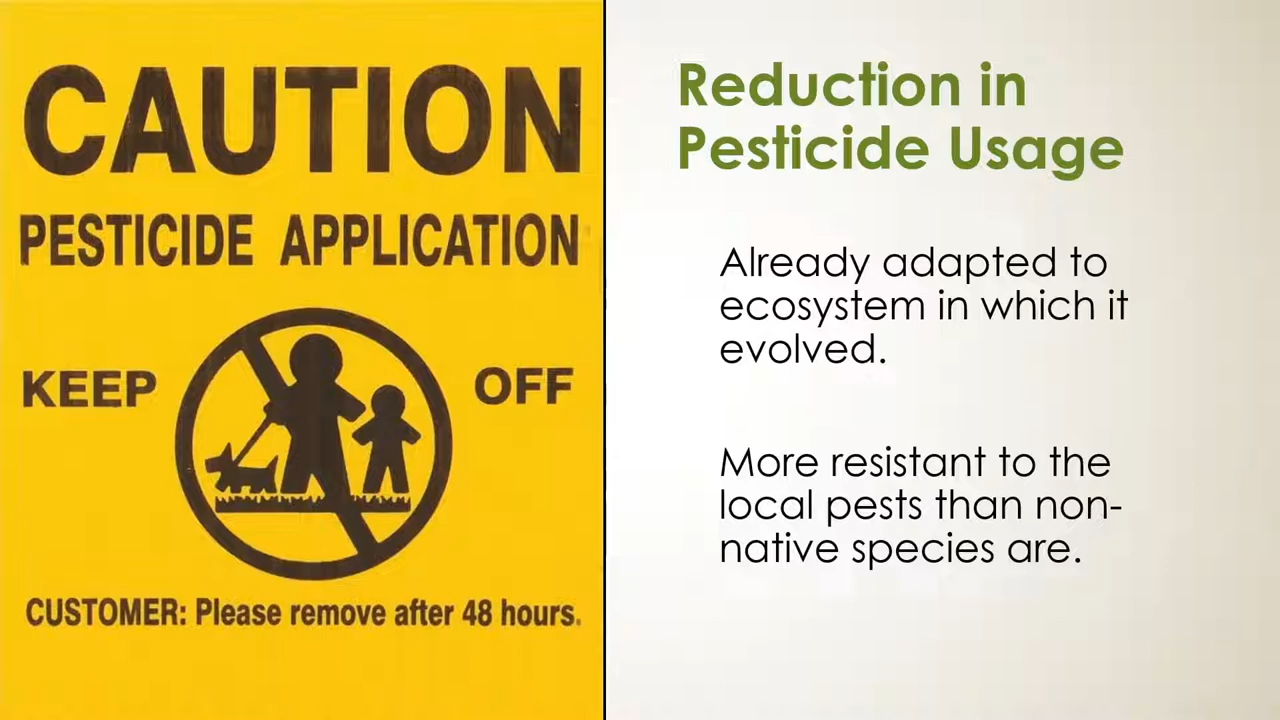 CAUTION
PESTICIDE APPLICATION
KEEP OFF
CUSTOMER: Please remove after 48 hours.
Reduction in
Pesticide Usage
Already adapted to
ecosystem in which it
evolved.
More resistant to the
local pests than non-
native species are.